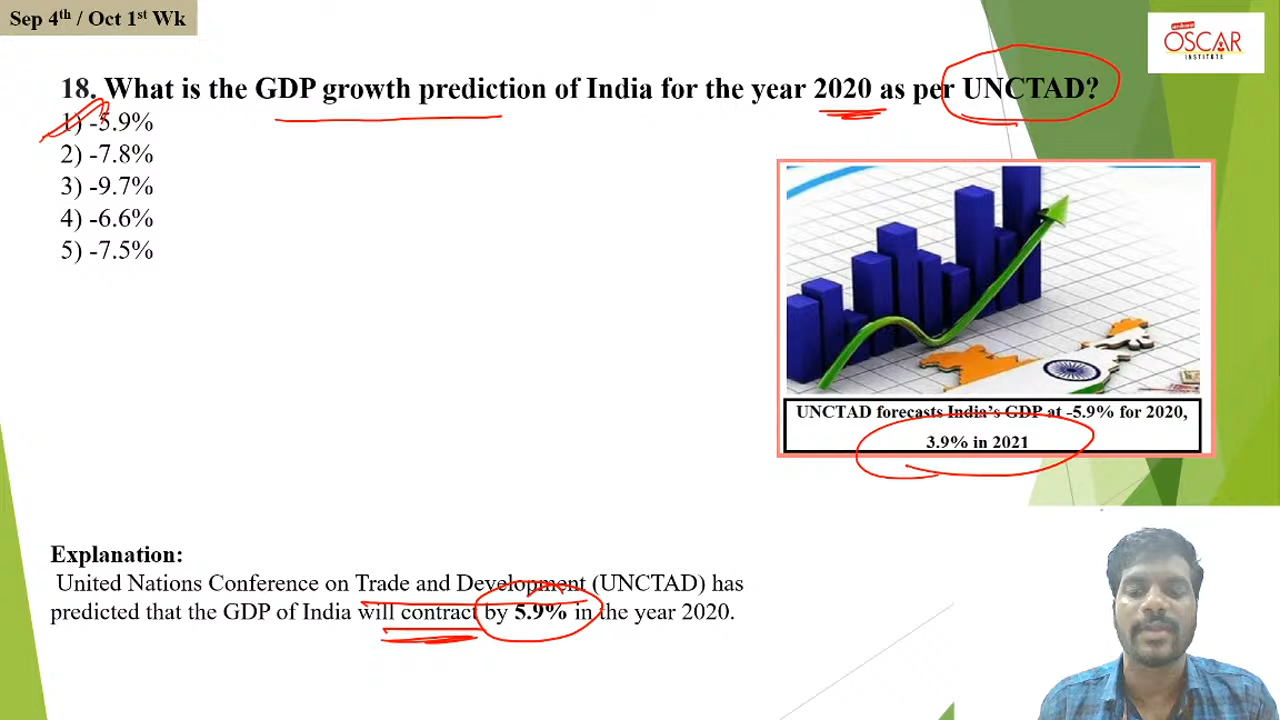 Sep 4th / Oct 1st Wk
OSCAR
INSTITUTE
18. What is the GDP growth prediction of India for the year 2020 as per UNCTAD?
1) -5.9%
2) -7.8%
3) -9.7%
4) -6.6%
5) -7.5%
UNCTAD forecasts India's GDP at -5.9% for 2020,
3.9% in 2021
Explanation:
United Nations Conference on Trade and Development (UNCTAD) has
predicted that the GDP of India will contract by 5.9% in the year 2020.